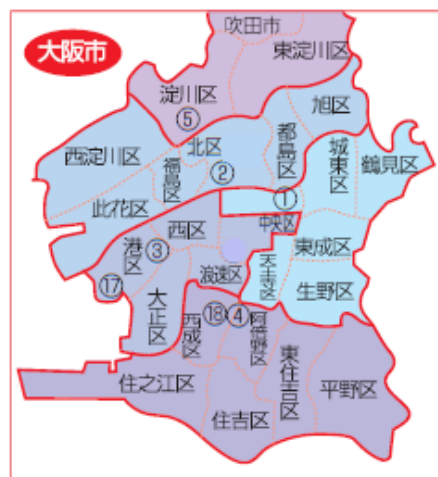 吹田市
大阪市
東淀川区
淀川区
⑤
旭区
北区
都島区
城東区
鶴見区
西淀川区
福島区
②
此花区
①
西区
中央区
港区
③
東成区
⑰
浪速区
天王寺区
生野区
大正区
西成区
⑱
④
阿倍野区
東住吉区
住之江区
平野区
住吉区